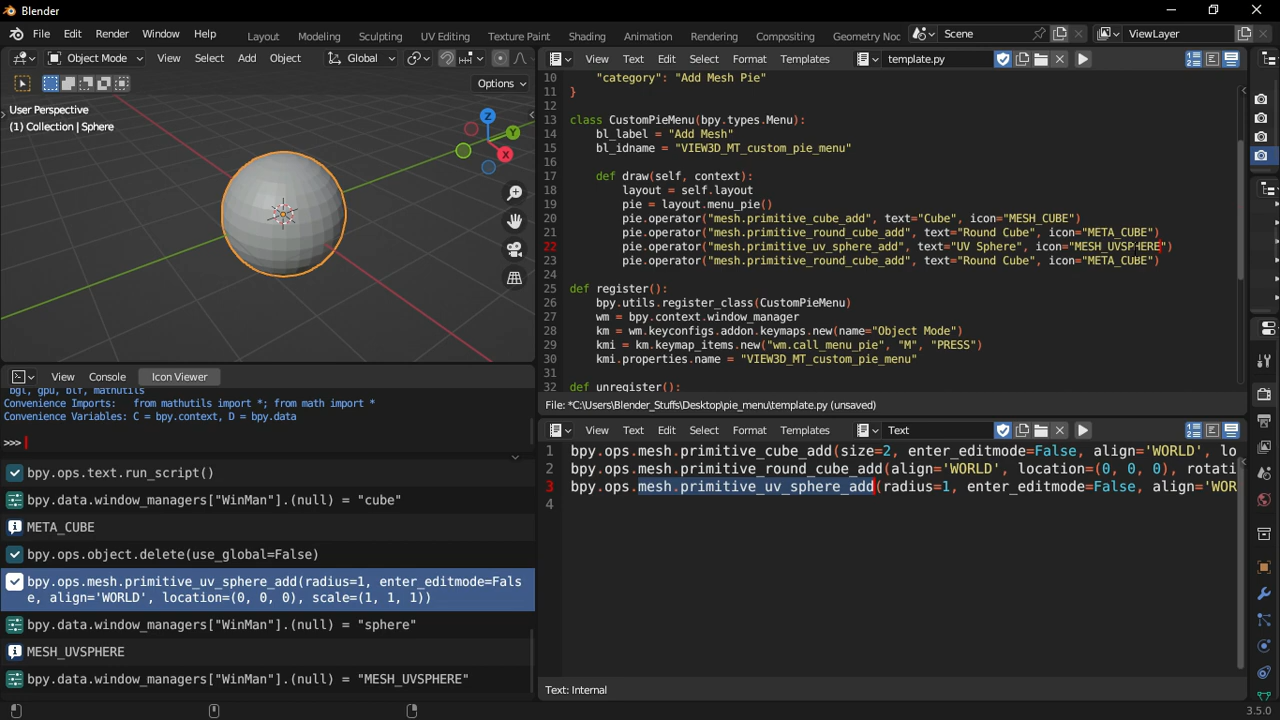 Blender
File Edit Render Window Help Layout Modeling Sculpting UV Editing Texture Paint Shading Animation Rendering Compositing Geometry Noc Scene ViewLayer
Object Mode View Select Add Object Global
Options
User Perspective
(1) Collection | Sphere
Z
Y
X
View Text Edit Select Format Templates template.py
10 "category": "Add Mesh Pie"
11 }
12
13 class CustomPieMenu(bpy.types.Menu):
14 bl_label = "Add Mesh"
15 bl_idname = "VIEW3D_MT_custom_pie_menu"
16
17 def draw(self, context):
18 layout = self.layout
19 pie = layout.menu_pie()
20 pie.operator("mesh.primitive_cube_add", text="Cube", icon="MESH_CUBE")
21 pie.operator("mesh.primitive_round_cube_add", text="Round Cube", icon="META_CUBE")
22 pie.operator("mesh.primitive_uv_sphere_add", text="UV Sphere", icon="MESH_UVSPHERE")
23 pie.operator("mesh.primitive_round_cube_add", text="Round Cube", icon="META_CUBE")
24
25 def register():
26 bpy.utils.register_class(CustomPieMenu)
27 wm = bpy.context.window_manager
28 km = wm.keyconfigs.addon.keymaps.new(name="Object Mode")
29 kmi = km.keymap_items.new("wm.call_menu_pie", "M", "PRESS")
30 kmi.properties.name = "VIEW3D_MT_custom_pie_menu"
31
32 def unregister():
File: *C:\Users\Blender_Stuffs\Desktop\pie_menu\template.py (unsaved)
View Console Icon Viewer
bgl, gpu, blf, mathutils
Convenience Imports: from mathutils import *; from math import *
Convenience Variables: C = bpy.context, D = bpy.data
>>>
bpy.ops.text.run_script()
bpy.data.window_managers["WinMan"].(null) = "cube"
META_CUBE
bpy.ops.object.delete(use_global=False)
bpy.ops.mesh.primitive_uv_sphere_add(radius=1, enter_editmode=Fals
e, align='WORLD', location=(0, 0, 0), scale=(1, 1, 1))
bpy.data.window_managers["WinMan"].(null) = "sphere"
MESH_UVSPHERE
bpy.data.window_managers["WinMan"].(null) = "MESH_UVSPHERE"
View Text Edit Select Format Templates Text
1 bpy.ops.mesh.primitive_cube_add(size=2, enter_editmode=False, align='WORLD', lo
2 bpy.ops.mesh.primitive_round_cube_add(align='WORLD', location=(0, 0, 0), rotati
3 bpy.ops.mesh.primitive_uv_sphere_add(radius=1, enter_editmode=False, align='WOR
4
Text: Internal
3.5.0